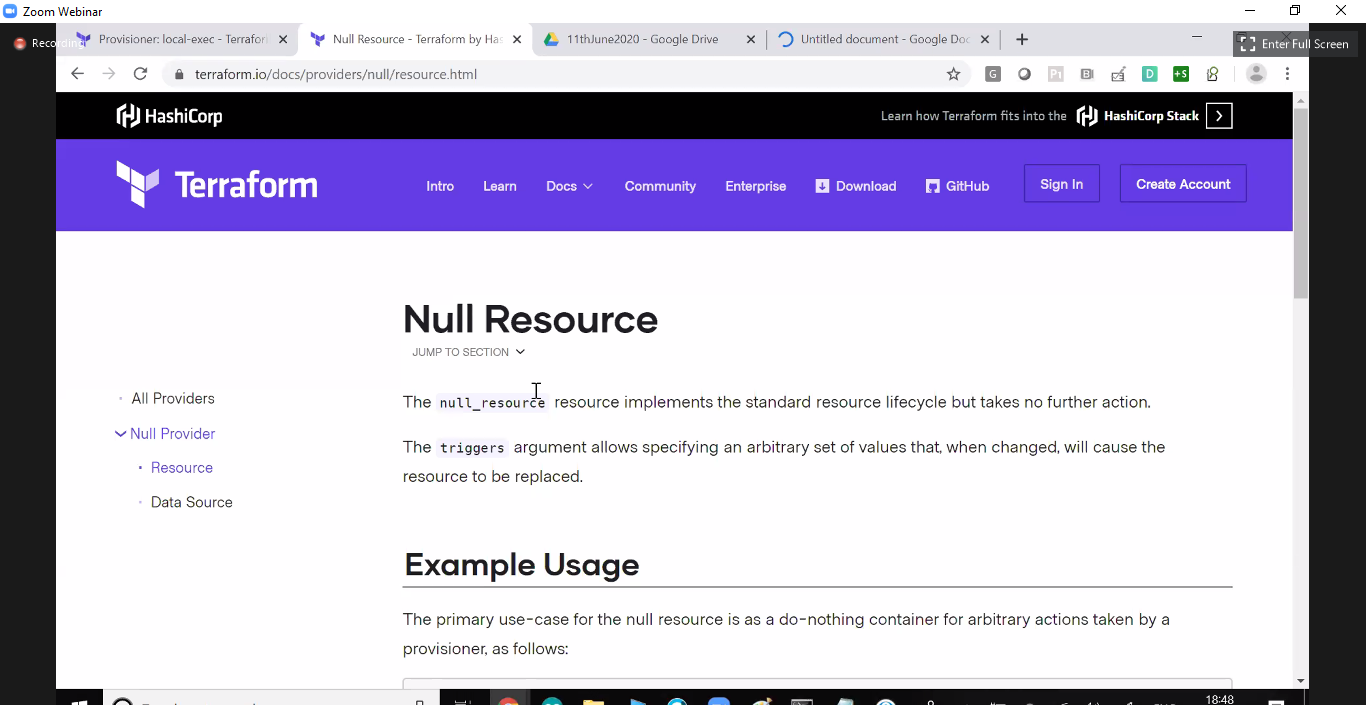 Zoom Webinar
Recording
Provisioner: local-exec - Terrafor
Null Resource - Terraform by Has
11thJune2020 - Google Drive
Untitled document - Google Doc
Enter Full Screen
terraform.io/docs/providers/null/resource.html
HashiCorp
Learn how Terraform fits into the HashiCorp Stack
Terraform
Intro
Learn
Docs
Community
Enterprise
Download
GitHub
Sign In
Create Account
Null Resource
JUMP TO SECTION
All Providers
Null Provider
Resource
Data Source
The null_resource resource implements the standard resource lifecycle but takes no further action.
The triggers argument allows specifying an arbitrary set of values that, when changed, will cause the
resource to be replaced.
Example Usage
The primary use-case for the null resource is as a do-nothing container for arbitrary actions taken by a
provisioner, as follows:
18:48